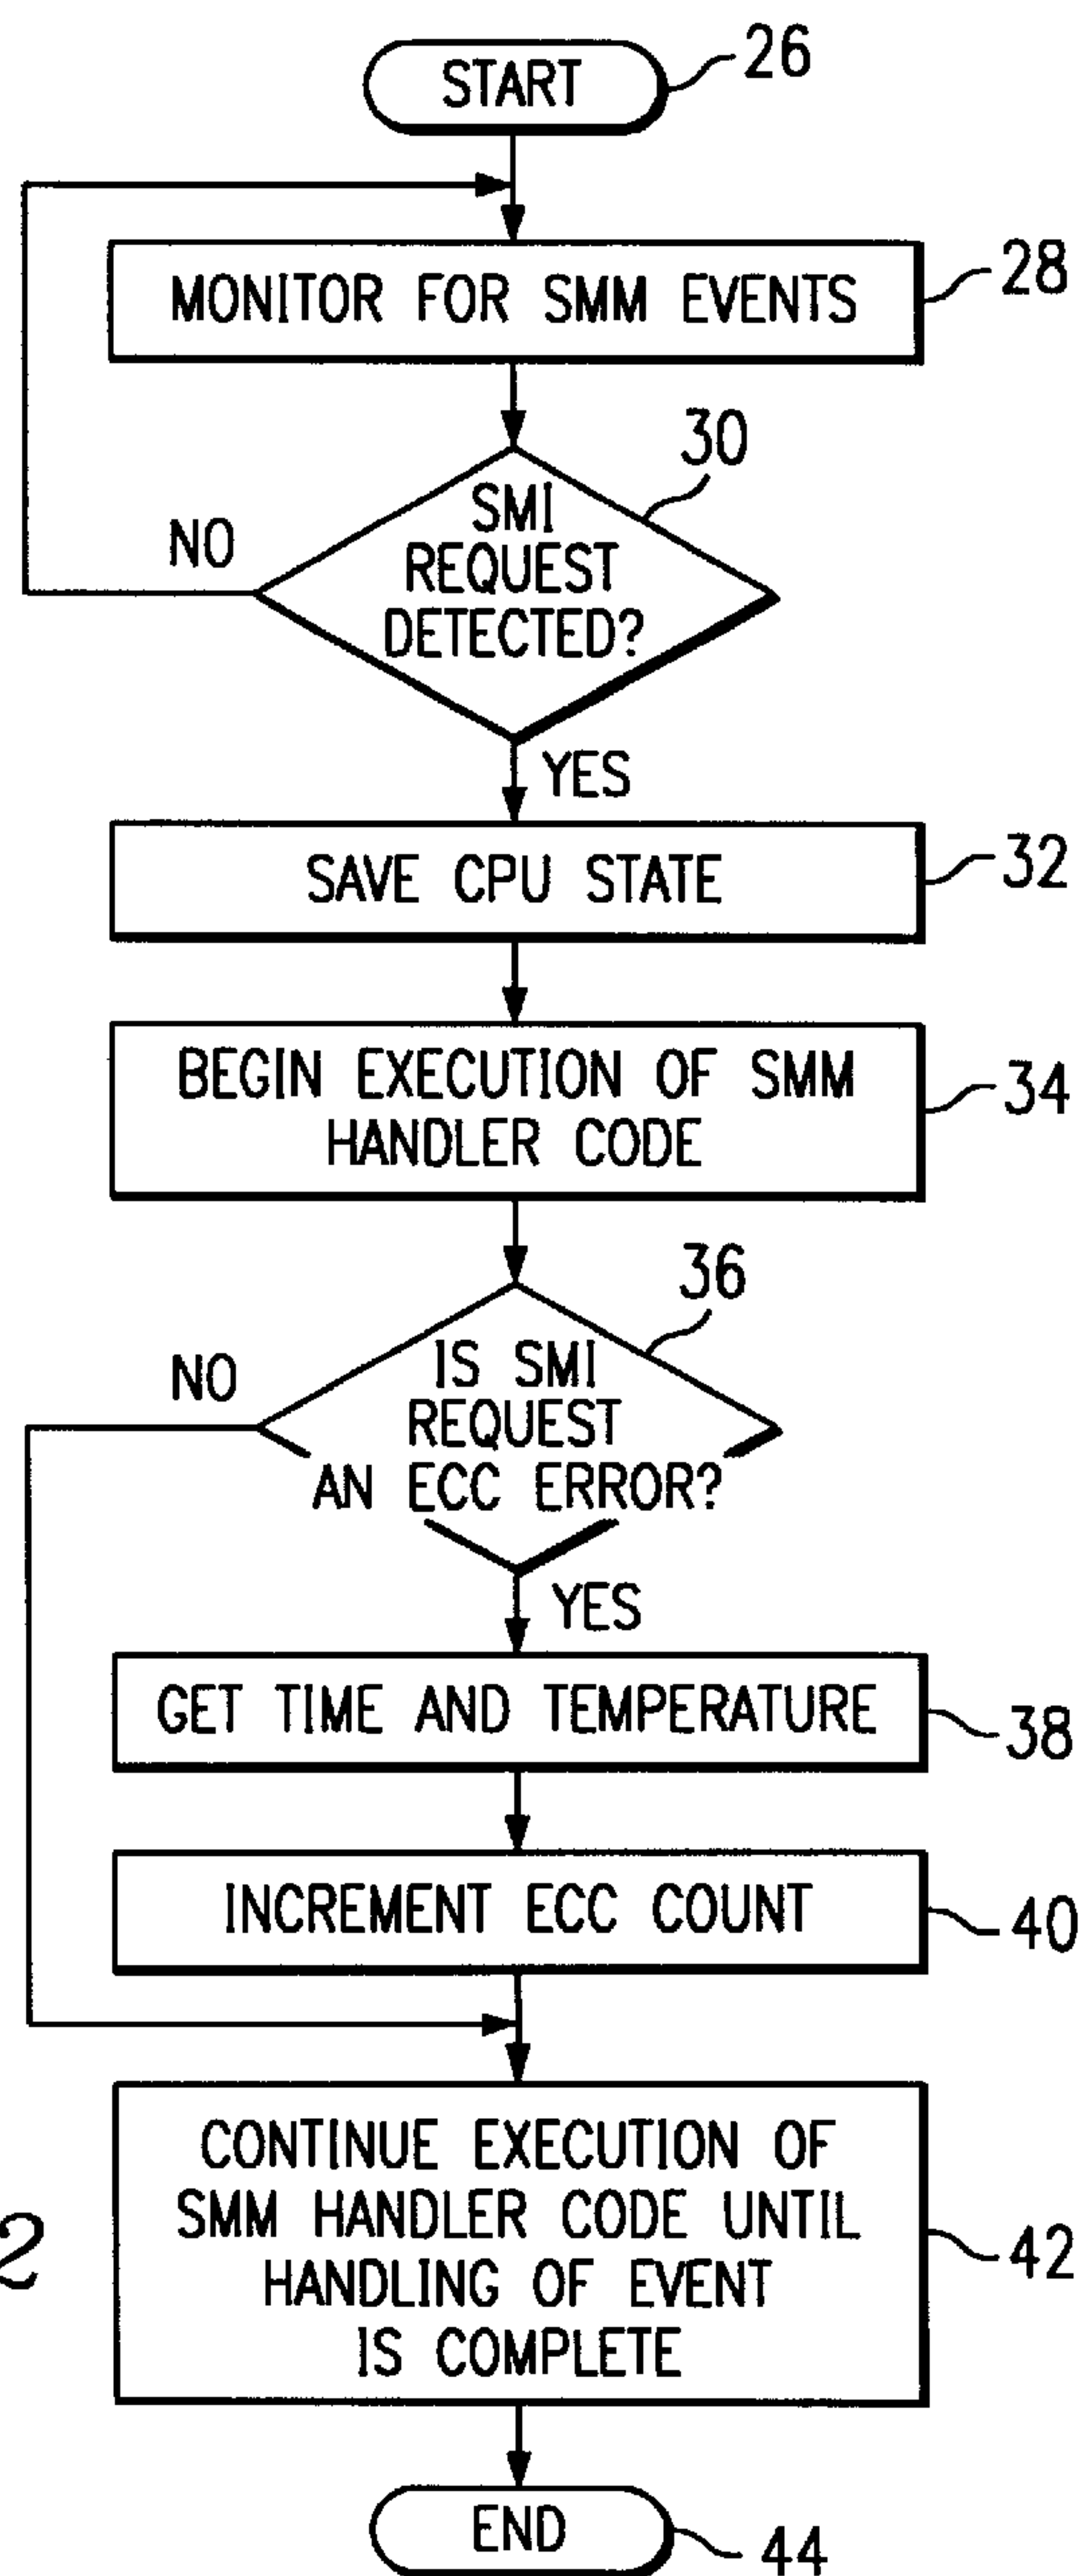 START
26
MONITOR FOR SMM EVENTS
28
30
SMI
REQUEST
DETECTED?
NO
YES
SAVE CPU STATE
32
BEGIN EXECUTION OF SMM
HANDLER CODE
34
36
IS SMI
REQUEST
AN ECC ERROR?
NO
YES
GET TIME AND TEMPERATURE
38
INCREMENT ECC COUNT
40
CONTINUE EXECUTION OF
SMM HANDLER CODE UNTIL
HANDLING OF EVENT
IS COMPLETE
42
2
END
44